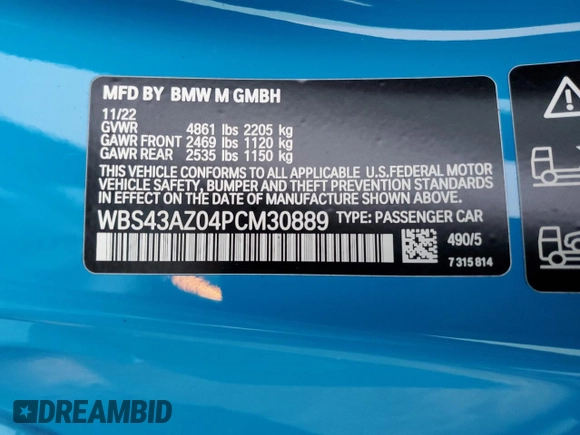 MFD BY BMW M GMBH
11/22
GVWR 4861 lbs 2205 kg
GAWR FRONT 2469 lbs 1120 kg
GAWR REAR 2535 lbs 1150 kg
THIS VEHICLE CONFORMS TO ALL APPLICABLE U.S.FEDERAL MOTOR
VEHICLE SAFETY, BUMPER AND THEFT PREVENTION STANDARDS IN
EFFECT ON THE DATE OF MANUFACTURE SHOWN ABOVE.
WBS43AZ04PCM30889 TYPE: PASSENGER CAR
490/5
7 315 814
DREAMBID